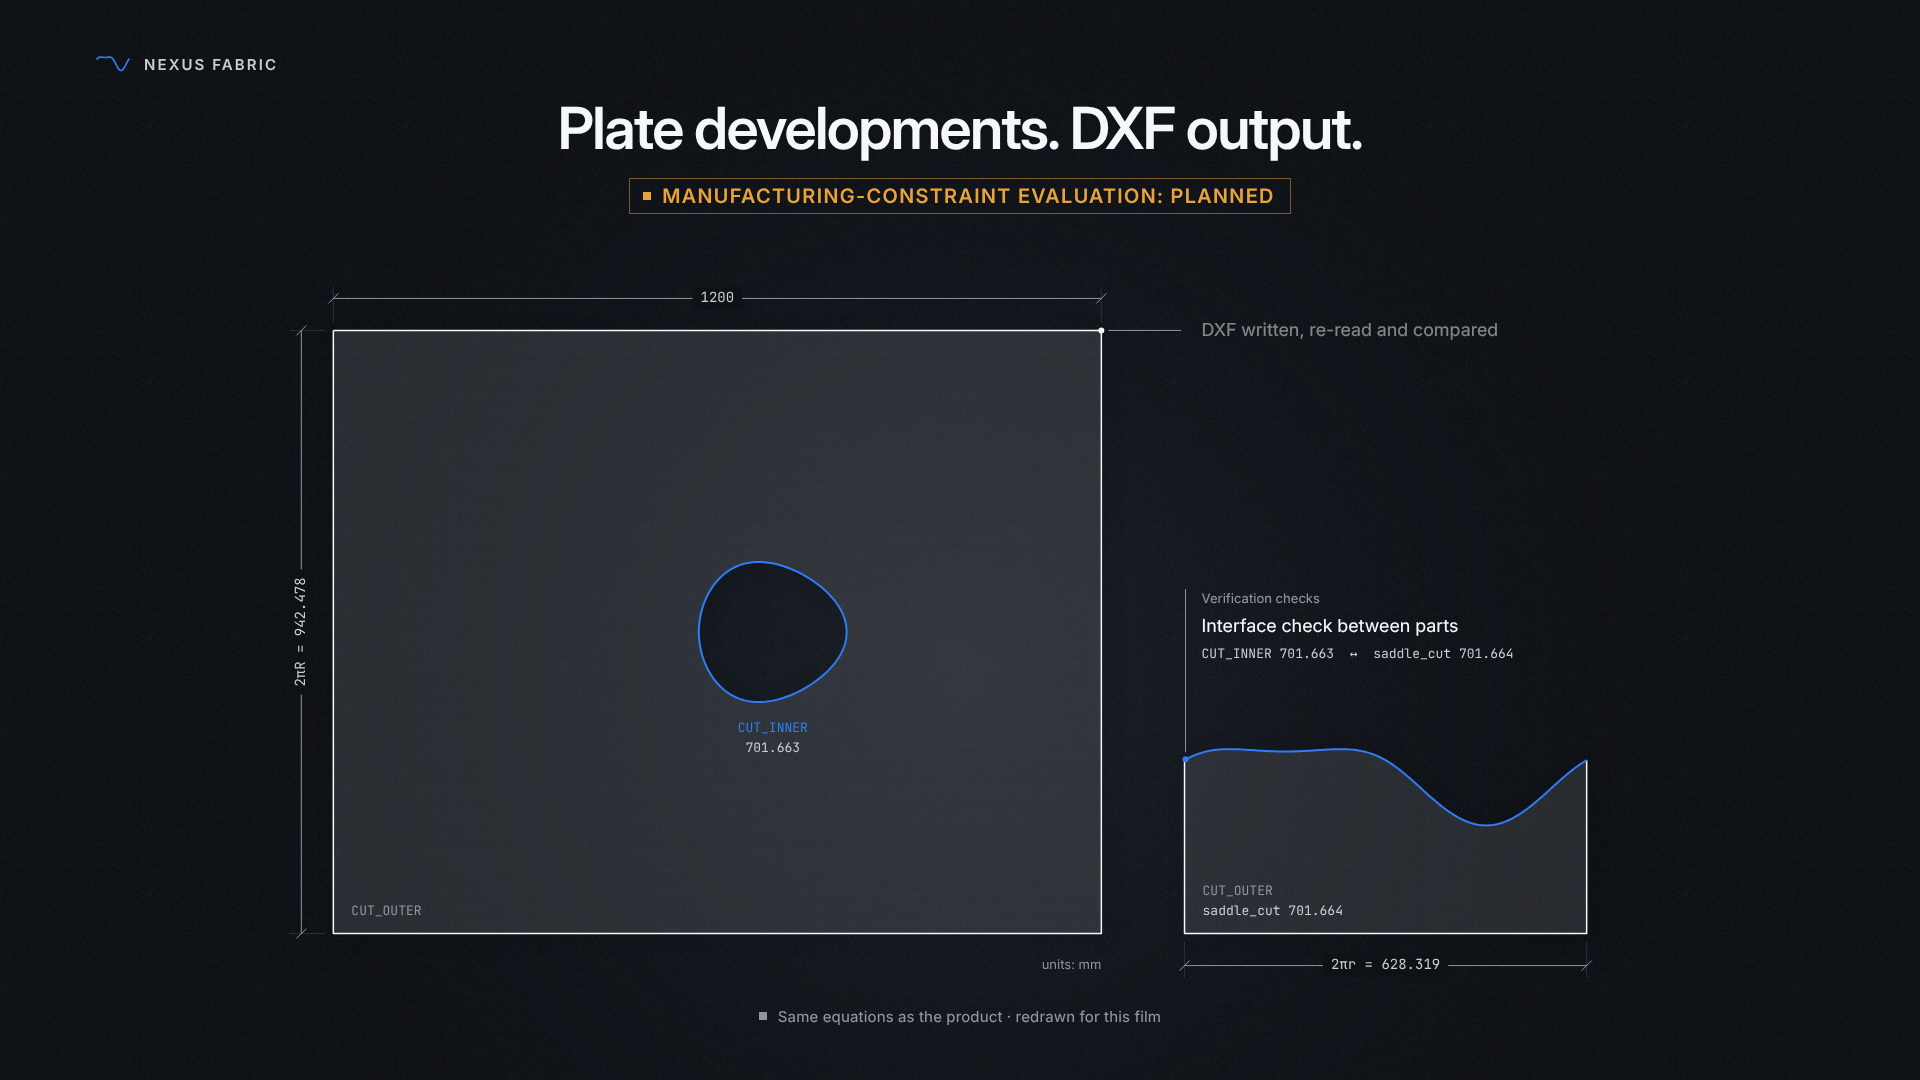 NEXUS FABRIC
Plate developments. DXF output.
MANUFACTURING-CONSTRAINT EVALUATION: PLANNED
1200
DXF written, re-read and compared
2πR = 942.478
Verification checks
Interface check between parts
CUT_INNER 701.663 ↔ saddle_cut 701.664
CUT_INNER
701.663
CUT_OUTER
CUT_OUTER
saddle_cut 701.664
units: mm
2πr = 628.319
Same equations as the product · redrawn for this film